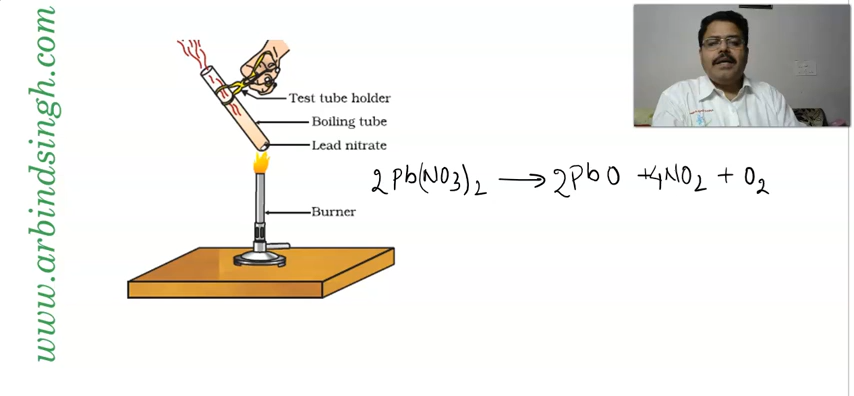 www.arbindsingh.com
Test tube holder
Boiling tube
Lead nitrate
2Pb(NO3)2 → 2PbO +4NO2 + O2
Burner